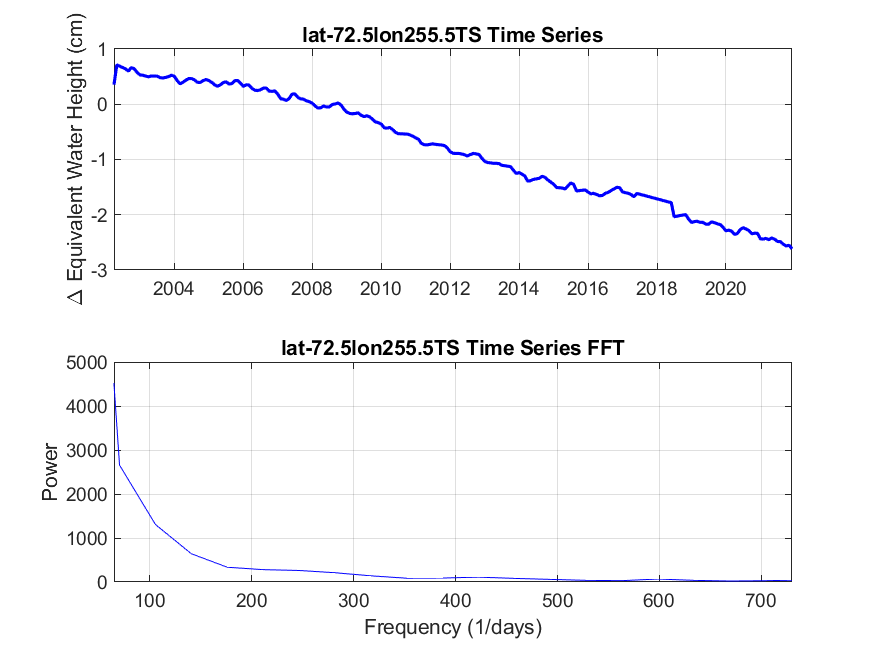 lat-72.5lon255.5TS Time Series
Δ Equivalent Water Height (cm)
1
0
-1
-2
-3
2004 2006 2008 2010 2012 2014 2016 2018 2020
lat-72.5lon255.5TS Time Series FFT
Power
5000
4000
3000
2000
1000
0
100 200 300 400 500 600 700
Frequency (1/days)